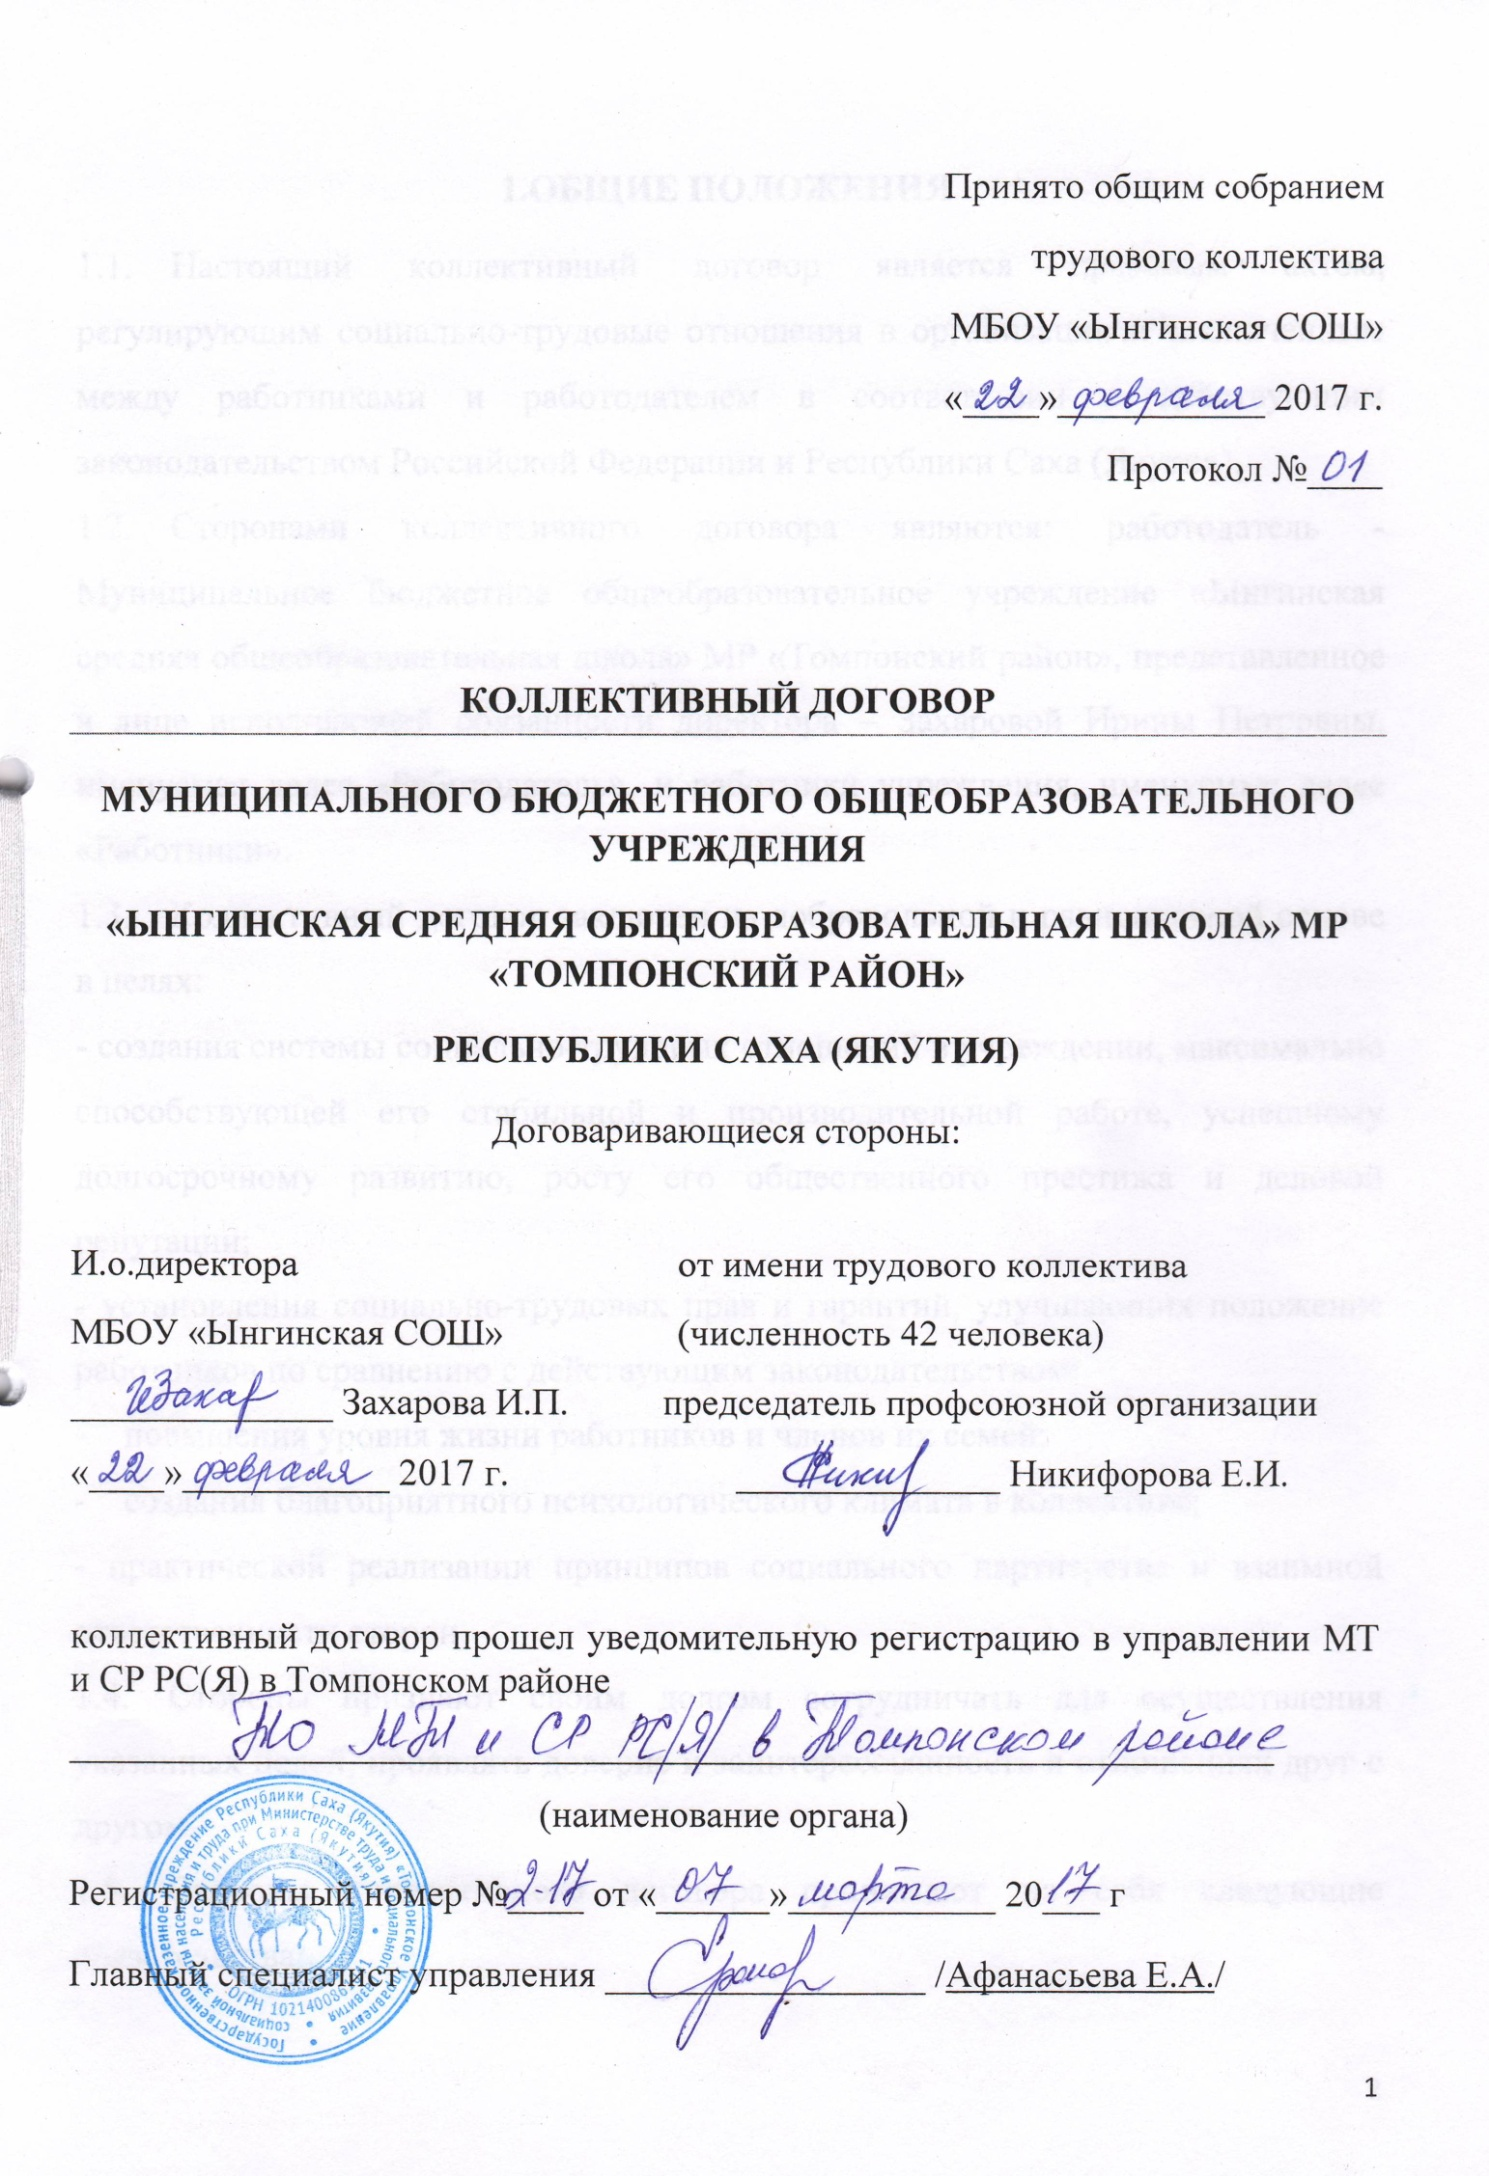 Принято общим собранием
трудового коллектива
МБОУ «Ынгинская СОШ»
«22» февраля 2017 г.
Протокол № 01
КОЛЛЕКТИВНЫЙ ДОГОВОР
МУНИЦИПАЛЬНОГО БЮДЖЕТНОГО ОБЩЕОБРАЗОВАТЕЛЬНОГО
УЧРЕЖДЕНИЯ
«ЫНГИНСКАЯ СРЕДНЯЯ ОБЩЕОБРАЗОВАТЕЛЬНАЯ ШКОЛА» МР
«ТОМПОНСКИЙ РАЙОН»
РЕСПУБЛИКИ САХА (ЯКУТИЯ)
Договаривающиеся стороны:
И.о.директора от имени трудового коллектива
МБОУ «Ынгинская СОШ» (численность 42 человека)
Захарова И.П. председатель профсоюзной организации
«22» февраля 2017 г. Никифорова Е.И.
коллективный договор прошел уведомительную регистрацию в управлении МТ
и СР РС(Я) в Томпонском районе
и СР РС/Я/ в Томпонском районе
(наименование органа)
Регистрационный номер №217 от «07» марта 2017 г
Главный специалист управления /Афанасьева Е.А./
1